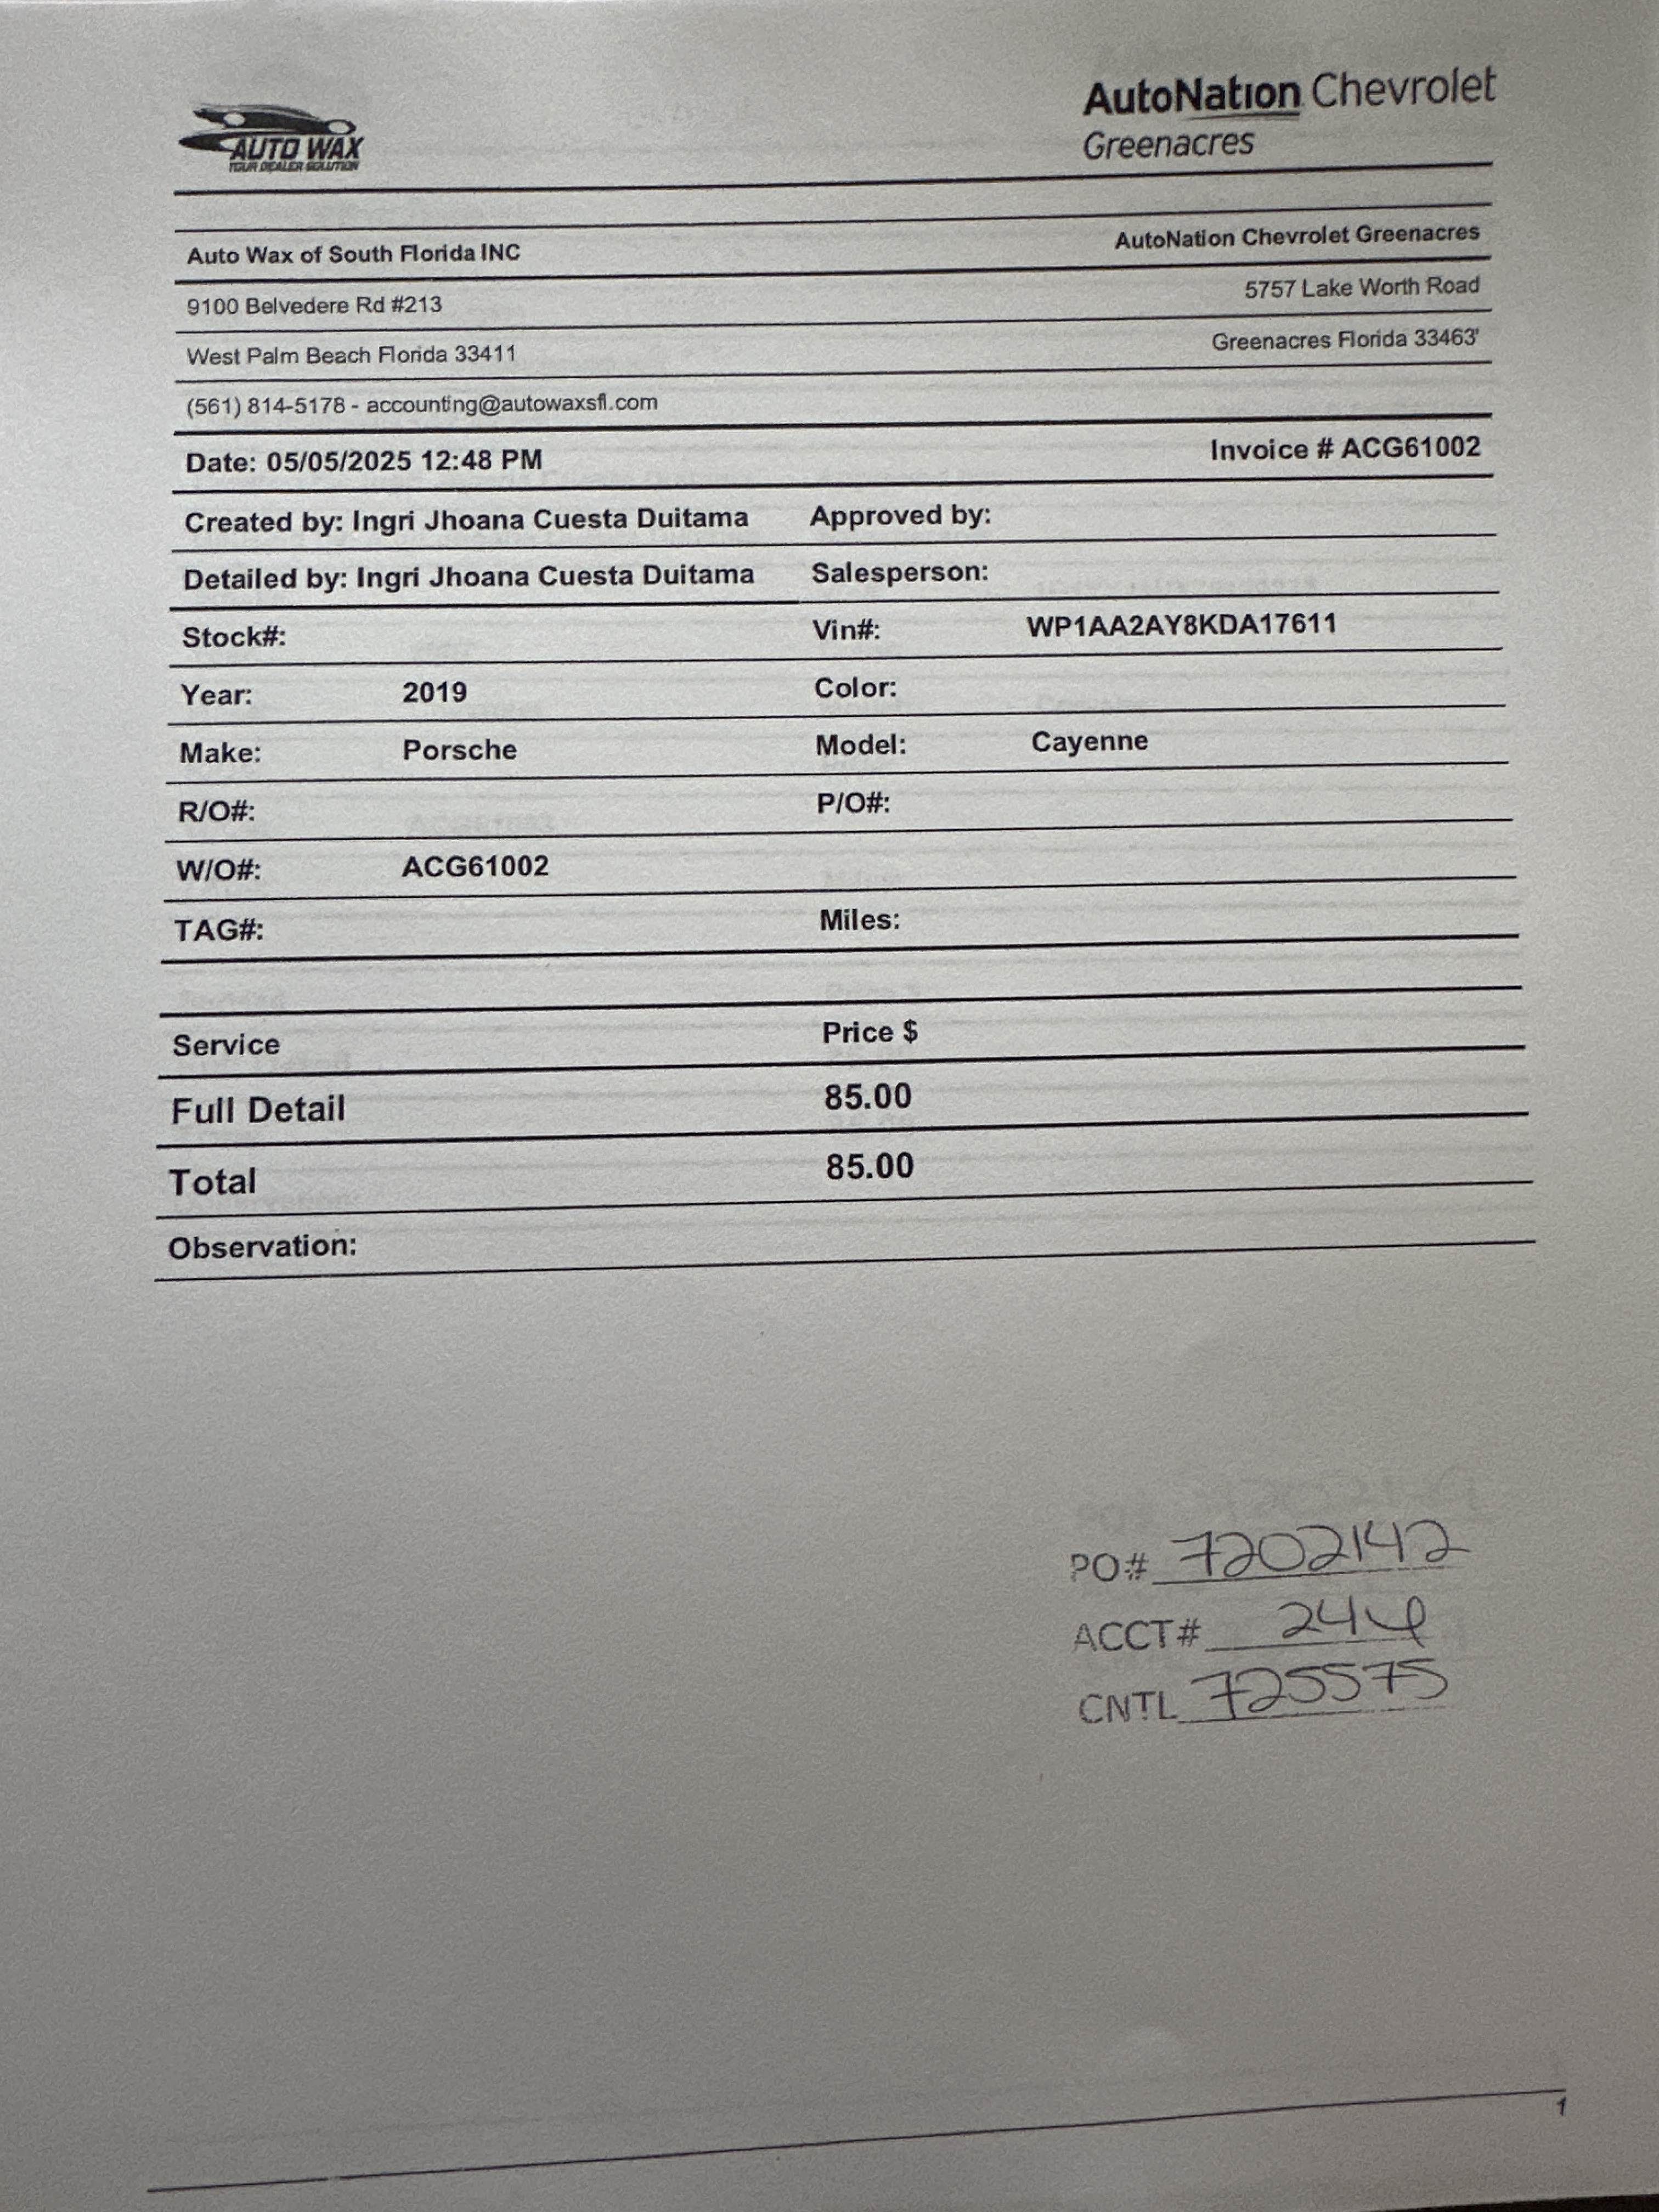 AUTO WAX
YOUR DEALER SOLUTION
AutoNation Chevrolet
Greenacres
Auto Wax of South Florida INC
AutoNation Chevrolet Greenacres
9100 Belvedere Rd #213
5757 Lake Worth Road
West Palm Beach Florida 33411
Greenacres Florida 33463'
(561) 814-5178 - accounting@autowaxsfl.com
Date: 05/05/2025 12:48 PM
Invoice # ACG61002
Created by: Ingri Jhoana Cuesta Duitama Approved by:
Detailed by: Ingri Jhoana Cuesta Duitama Salesperson:
Stock#: Vin#: WP1AA2AY8KDA17611
Year: 2019 Color:
Make: Porsche Model: Cayenne
R/O#: P/O#:
W/O#: ACG61002
TAG#: Miles:
Service Price $
Full Detail 85.00
Total 85.00
Observation:
PO# 7202142
ACCT#
CNTL 725575
1